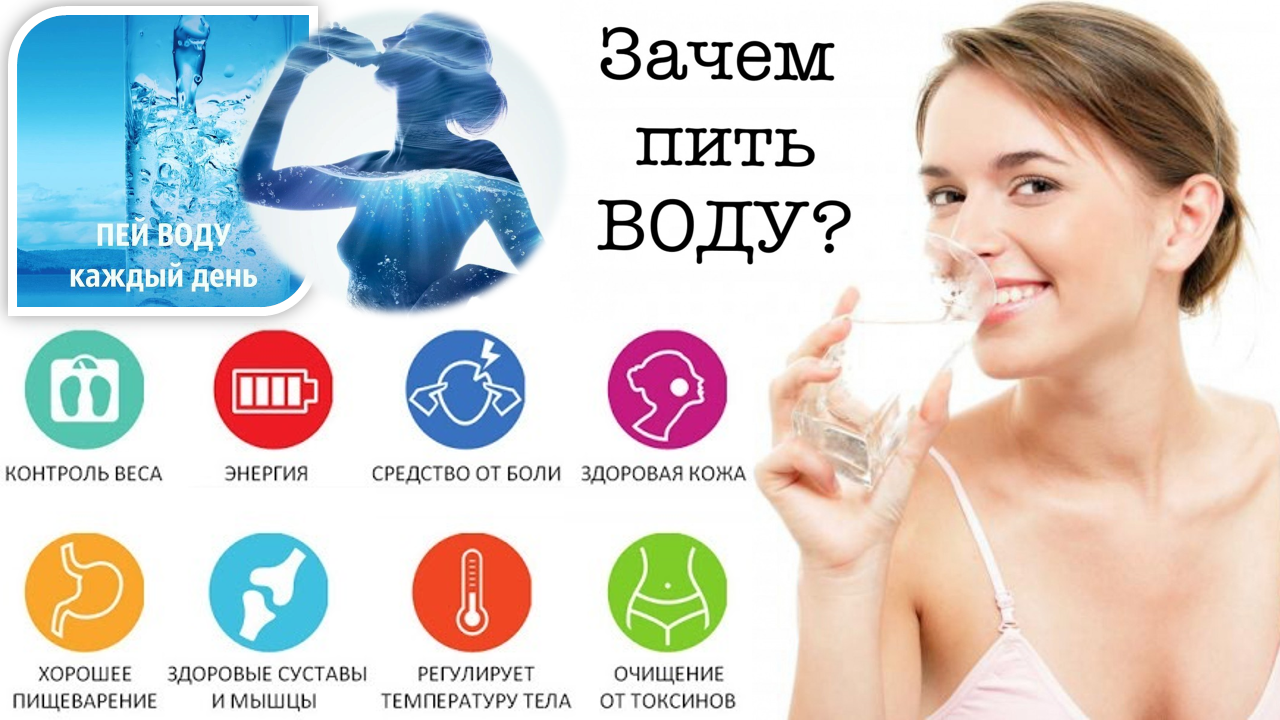 ПЕЙ ВОДУ
каждый день
Зачем
пить
ВОДУ?
КОНТРОЛЬ ВЕСА
ЭНЕРГИЯ
СРЕДСТВО ОТ БОЛИ
ЗДОРОВАЯ КОЖА
ХОРОШЕЕ
ПИЩЕВАРЕНИЕ
ЗДОРОВЫЕ СУСТАВЫ
И МЫШЦЫ
РЕГУЛИРУЕТ
ТЕМПЕРАТУРУ ТЕЛА
ОЧИЩЕНИЕ
ОТ ТОКСИНОВ